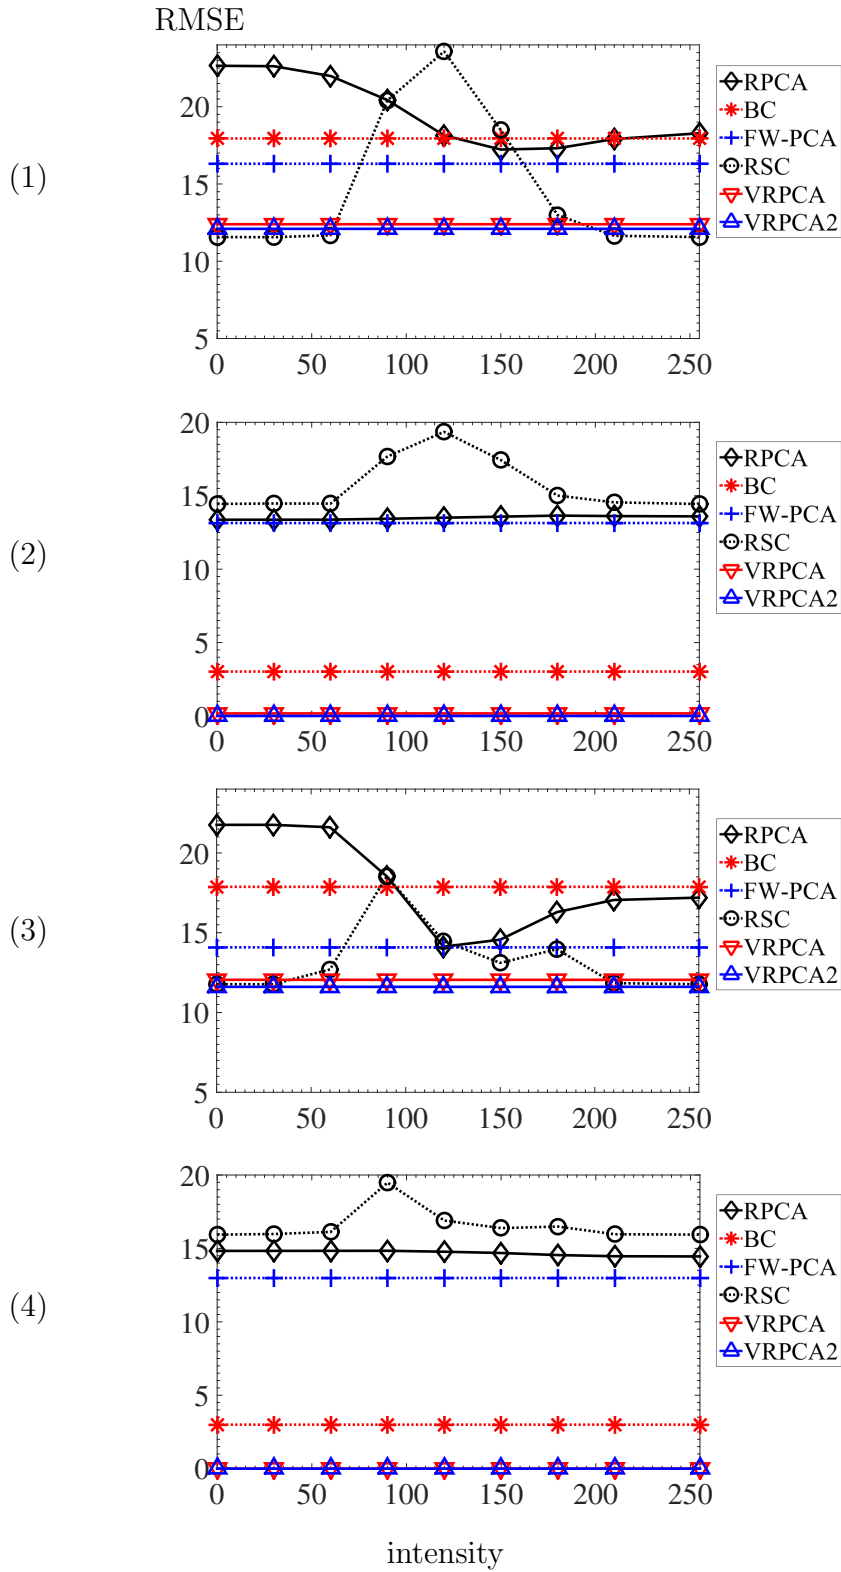 RMSE
(1)
20
15
10
5
0 50 100 150 200 250
RPCA
BC
FW-PCA
RSC
VRPCA
VRPCA2
(2)
20
15
10
5
0
0 50 100 150 200 250
RPCA
BC
FW-PCA
RSC
VRPCA
VRPCA2
(3)
20
15
10
5
0 50 100 150 200 250
RPCA
BC
FW-PCA
RSC
VRPCA
VRPCA2
(4)
20
15
10
5
0
0 50 100 150 200 250
RPCA
BC
FW-PCA
RSC
VRPCA
VRPCA2
intensity